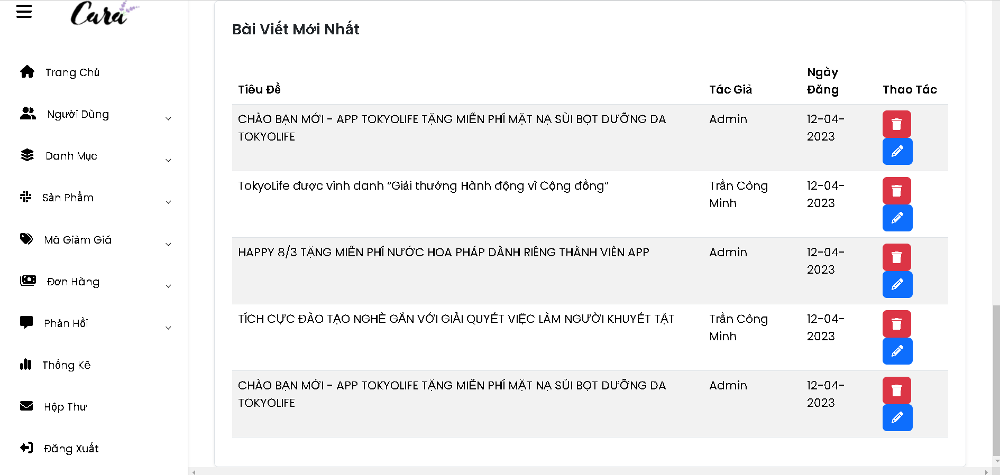 Cara
Bài Viết Mới Nhất
Trang Chủ
Người Dùng
Danh Mục
Sản Phẩm
Mã Giảm Giá
Đơn Hàng
Phản Hồi
Thống Kê
Hộp Thư
Đăng Xuất
Tiêu Đề
Tác Giả
Ngày
Đăng
Thao Tác
CHÀO BẠN MỚI - APP TOKYOLIFE TẶNG MIỄN PHÍ MẶT NẠ SỦI BỌT DƯỠNG DA
TOKYOLIFE
Admin
12-04-
2023
TokyoLife được vinh danh “Giải thưởng Hành động vì Cộng đồng”
Trần Công
Minh
12-04-
2023
HAPPY 8/3 TẶNG MIỄN PHÍ NƯỚC HOA PHÁP DÀNH RIÊNG THÀNH VIÊN APP
Admin
12-04-
2023
TÍCH CỰC ĐÀO TẠO NGHỀ GẮN VỚI GIẢI QUYẾT VIỆC LÀM NGƯỜI KHUYẾT TẬT
Trần Công
Minh
12-04-
2023
CHÀO BẠN MỚI - APP TOKYOLIFE TẶNG MIỄN PHÍ MẶT NẠ SỦI BỌT DƯỠNG DA
TOKYOLIFE
Admin
12-04-
2023